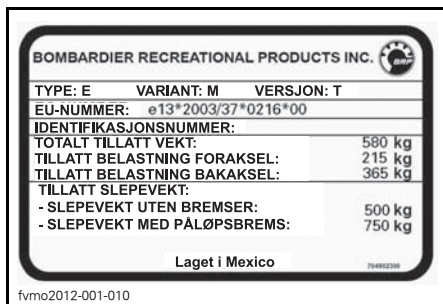 BOMBARDIER RECREATIONAL PRODUCTS INC. BRP
TYPE: E VARIANT: M VERSJON: T
EU-NUMMER: e13*2003/37*0216*00
IDENTIFIKASJONSNUMMER:
TOTALT TILLATT VEKT: 580 kg
TILLATT BELASTNING FORAKSEL: 215 kg
TILLATT BELASTNING BAKAKSEL: 365 kg
TILLATT SLEPEVEKT:
- SLEPEVEKT UTEN BREMSER: 500 kg
- SLEPEVEKT MED PÅLØPSBREMS: 750 kg
Laget i Mexico 704902390
fvmo2012-001-010